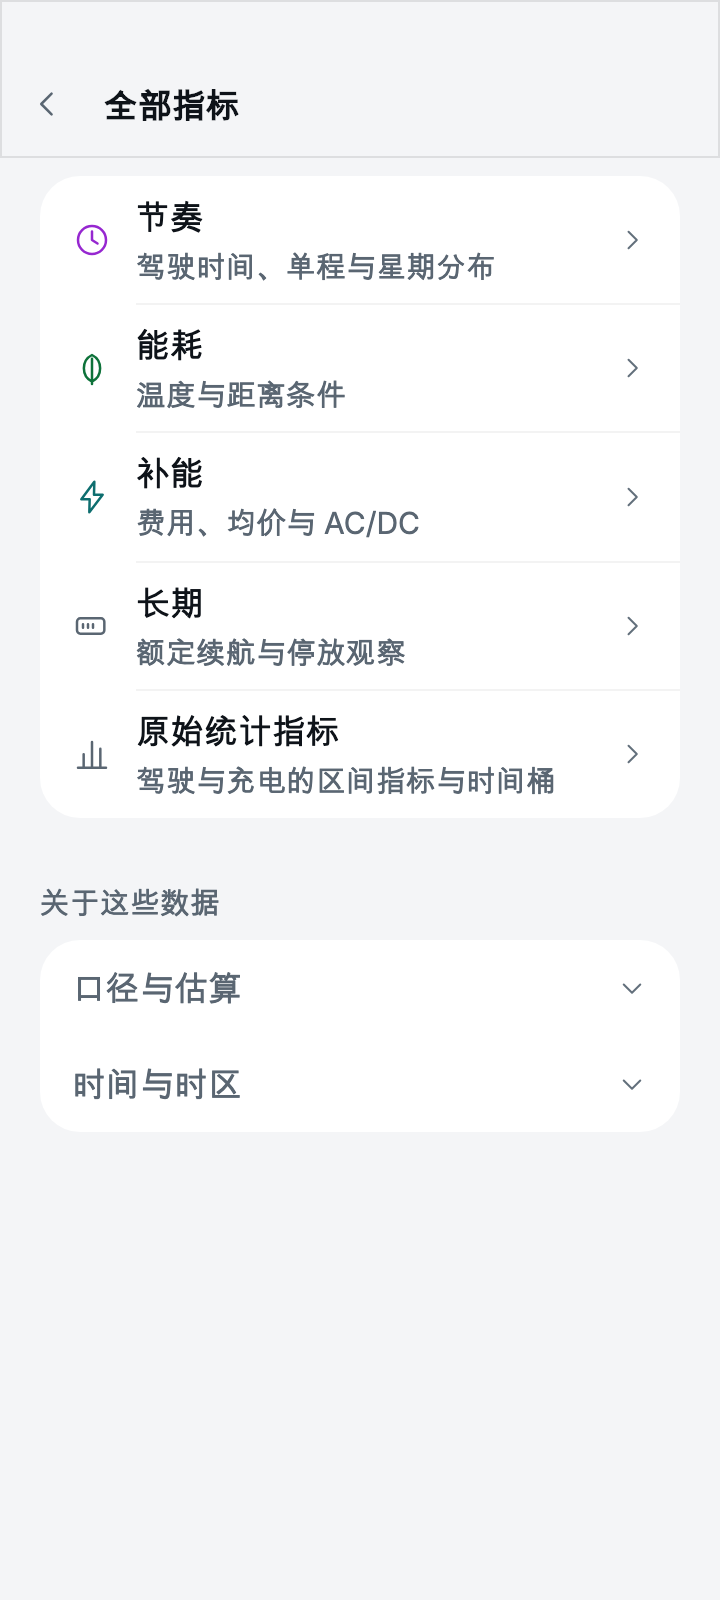 全部指标
节奏
驾驶时间、单程与星期分布
能耗
温度与距离条件
补能
费用、均价与 AC/DC
长期
额定续航与停放观察
原始统计指标
驾驶与充电的区间指标与时间桶
关于这些数据
口径与估算
时间与时区